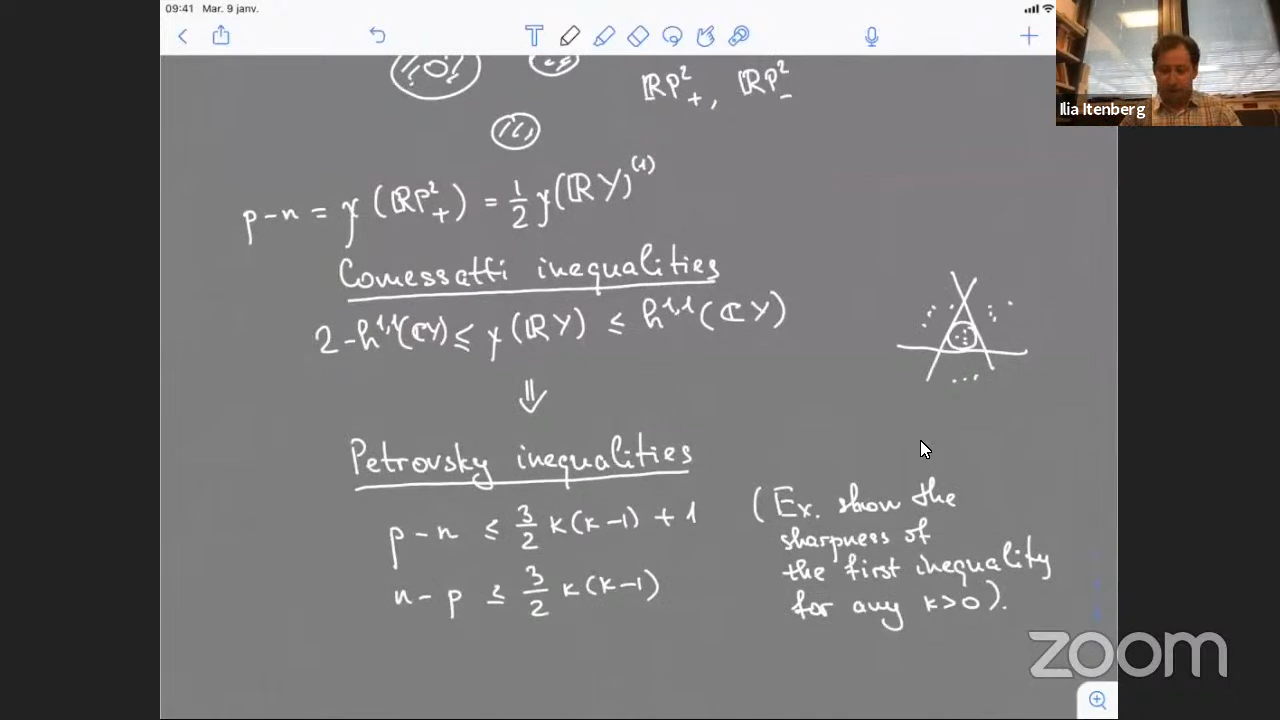 09:41 Mar. 9 janv.
Ilia Itenberg
ℝP²₊, ℝP²₋
p-n = χ(ℝP²₊) = 1/2 χ(ℝY)⁽¹⁾
Comessatti inequalities
2-h¹,¹(ℂY) ≤ χ(ℝY) ≤ h¹,¹(ℂY)
⇓
Petrovsky inequalities
p-n ≤ 3/2 k(k-1) + 1
n-p ≤ 3/2 k(k-1)
(Ex. show the
sharpness of
the first inequality
for any k>0).
zoom